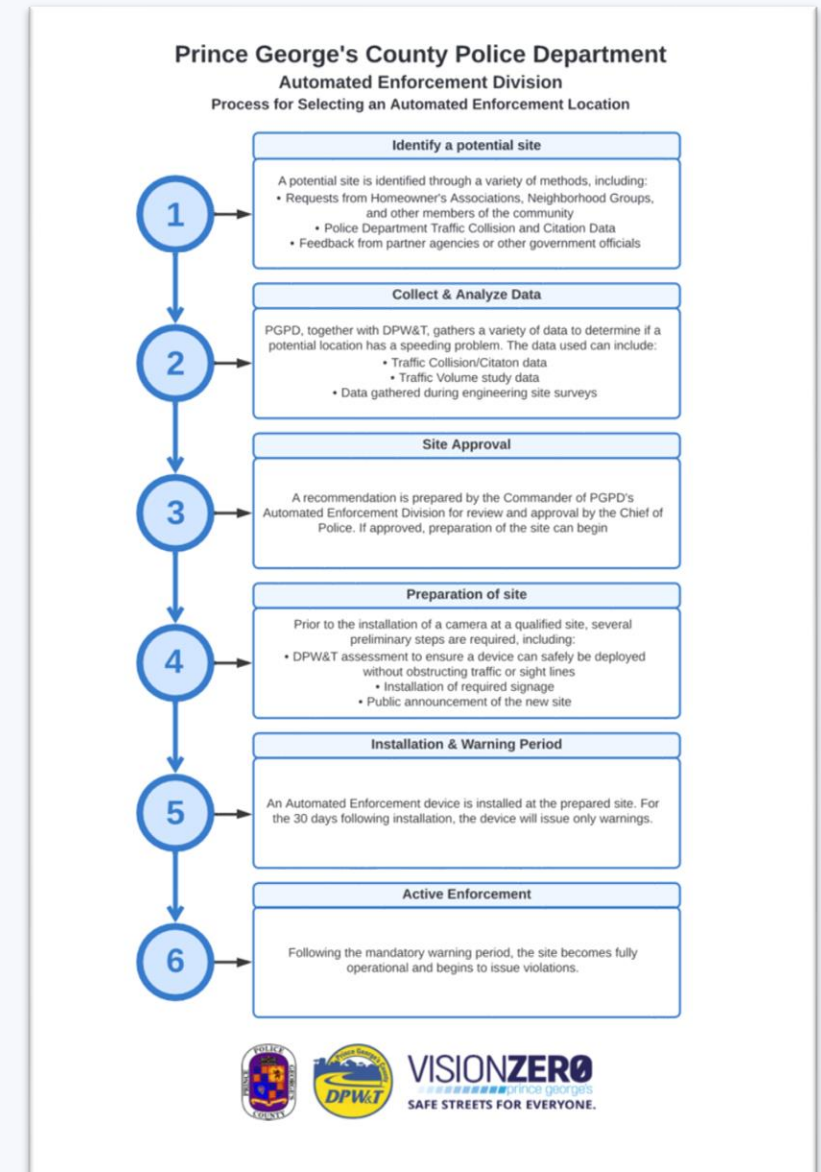 Prince George's County Police Department
Automated Enforcement Division
Process for Selecting an Automated Enforcement Location
Identify a potential site
1
A potential site is identified through a variety of methods, including:
• Requests from Homeowner's Associations, Neighborhood Groups,
and other members of the community
• Police Department Traffic Collision and Citation Data
• Feedback from partner agencies or other government officials
Collect & Analyze Data
2
PGPD, together with DPW&T, gathers a variety of data to determine if a
potential location has a speeding problem. The data used can include:
• Traffic Collision/Citaton data
• Traffic Volume study data
• Data gathered during engineering site surveys
Site Approval
3
A recommendation is prepared by the Commander of PGPD's
Automated Enforcement Division for review and approval by the Chief of
Police. If approved, preparation of the site can begin
Preparation of site
4
Prior to the installation of a camera at a qualified site, several
preliminary steps are required, including:
• DPW&T assessment to ensure a device can safely be deployed
without obstructing traffic or sight lines
• Installation of required signage
• Public announcement of the new site
Installation & Warning Period
5
An Automated Enforcement device is installed at the prepared site. For
the 30 days following installation, the device will issue only warnings.
Active Enforcement
6
Following the mandatory warning period, the site becomes fully
operational and begins to issue violations.
POLICE
PRINCE
GEORGE'S
COUNTY
Prince George's County
DPW&T
VISIONZERO
prince george's
SAFE STREETS FOR EVERYONE.